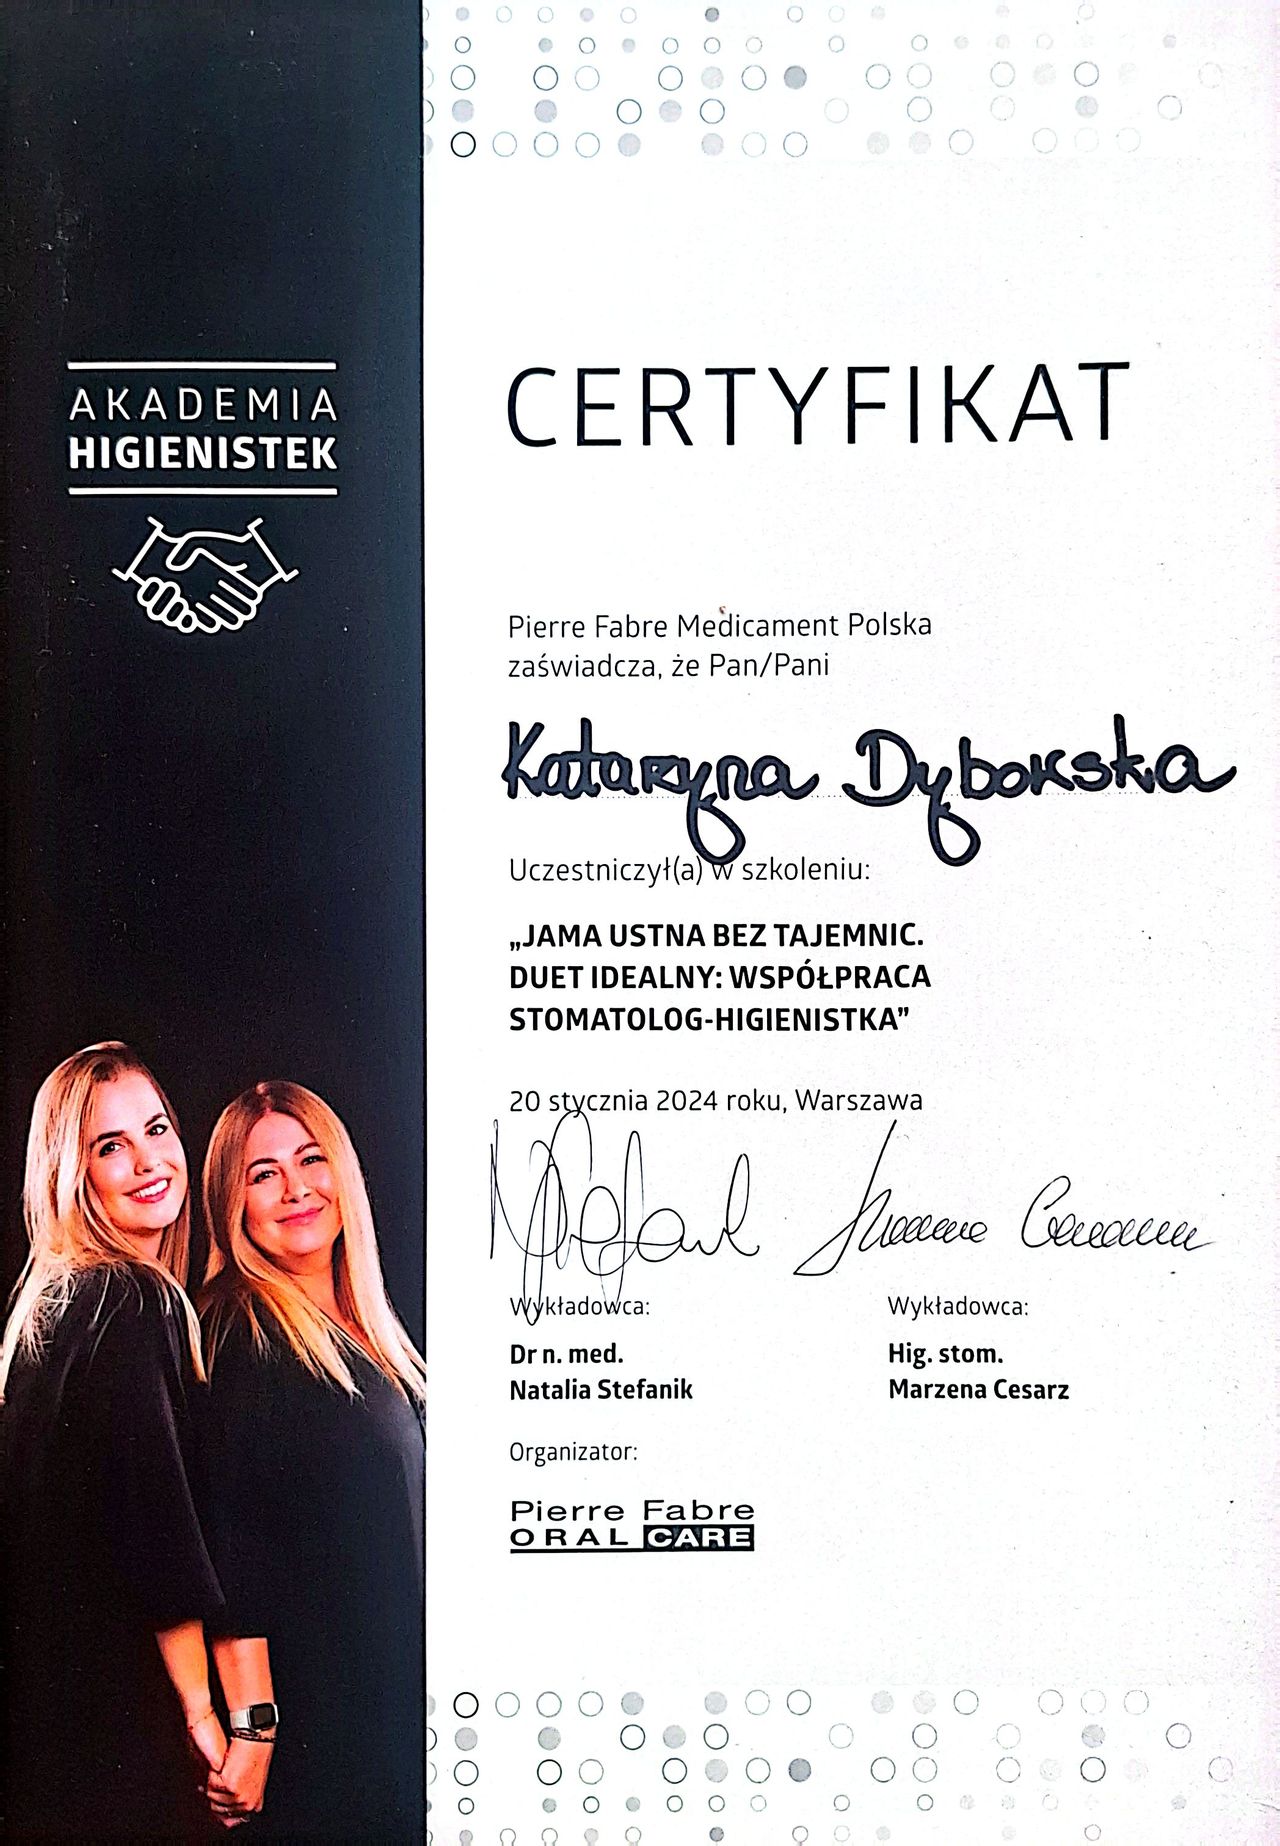 AKADEMIA
HIGIENISTEK
CERTYFIKAT
Pierre Fabre Medicament Polska
zaświadcza, że Pan/Pani
Katarzyna Dyborska
Uczestniczył(a) w szkoleniu:
„JAMA USTNA BEZ TAJEMNIC.
DUET IDEALNY: WSPÓŁPRACA
STOMATOLOG-HIGIENISTKA”
20 stycznia 2024 roku, Warszawa
Wykładowca:
Dr n. med.
Natalia Stefanik
Wykładowca:
Hig. stom.
Marzena Cesarz
Organizator:
Pierre Fabre
ORAL CARE